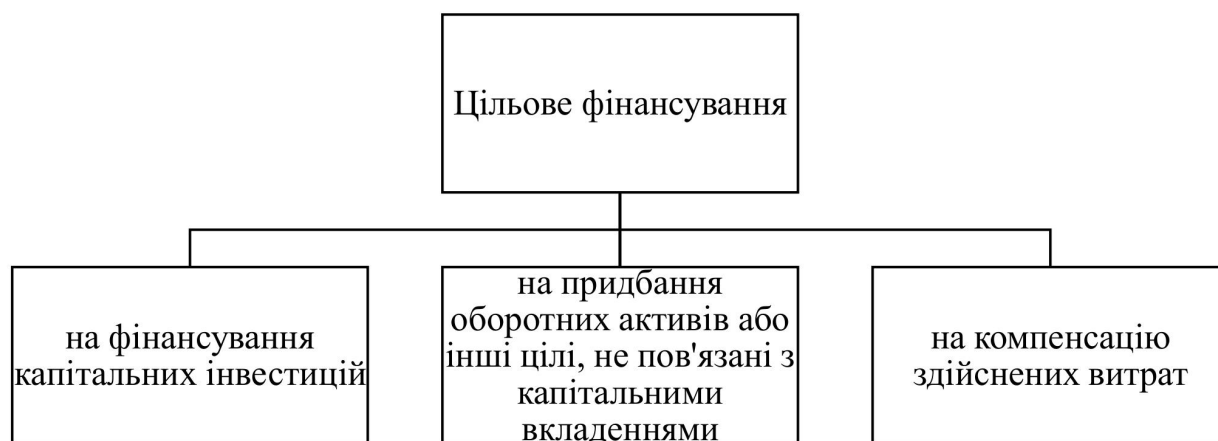 Цільове фінансування
на фінансування
капітальних інвестицій
на придбання
оборотних активів або
інші цілі, не пов'язані з
капітальними
вкладеннями
на компенсацію
здійснених витрат